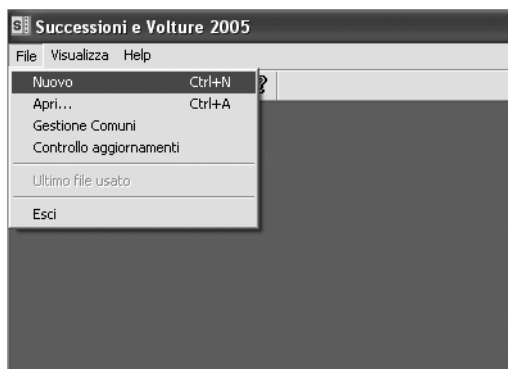 Successioni e Volture 2005
File Visualizza Help
Nuovo Ctrl+N
Apri... Ctrl+A
Gestione Comuni
Controllo aggiornamenti
Ultimo file usato
Esci